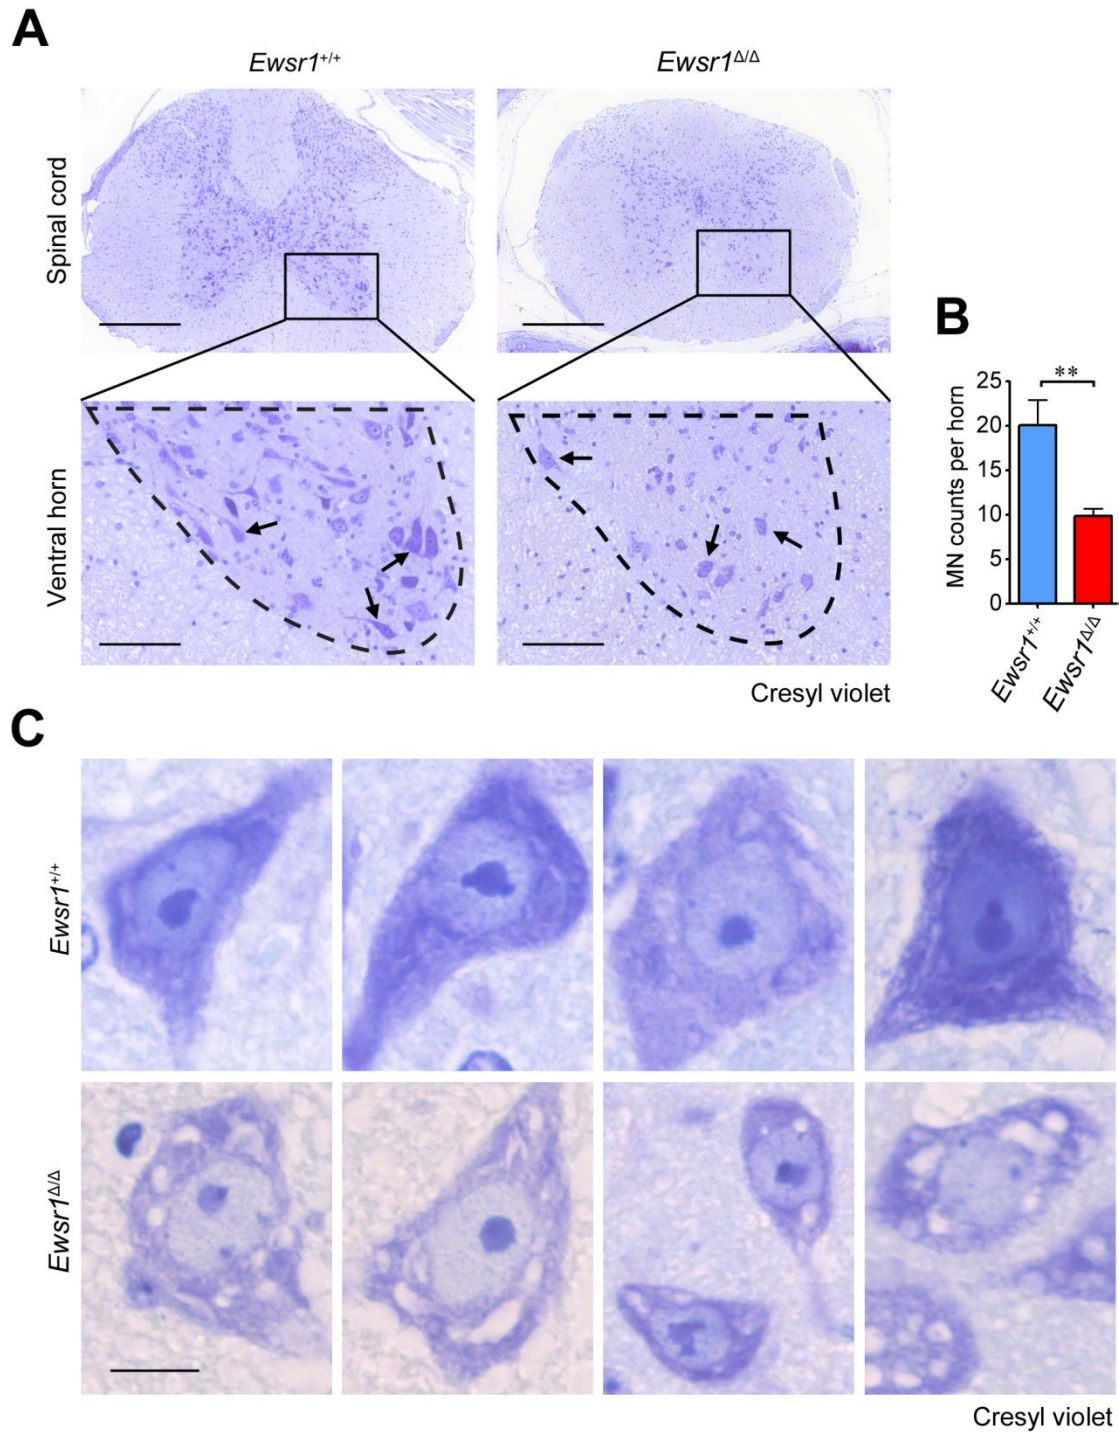 A
Ewsr1+/+
Ewsr1Δ/Δ
Spinal cord
Ventral horn
Cresyl violet
B
MN counts per horn
25
20
15
10
5
0
**
Ewsr1+/+
Ewsr1Δ/Δ
C
Ewsr1+/+
Ewsr1Δ/Δ
Cresyl violet